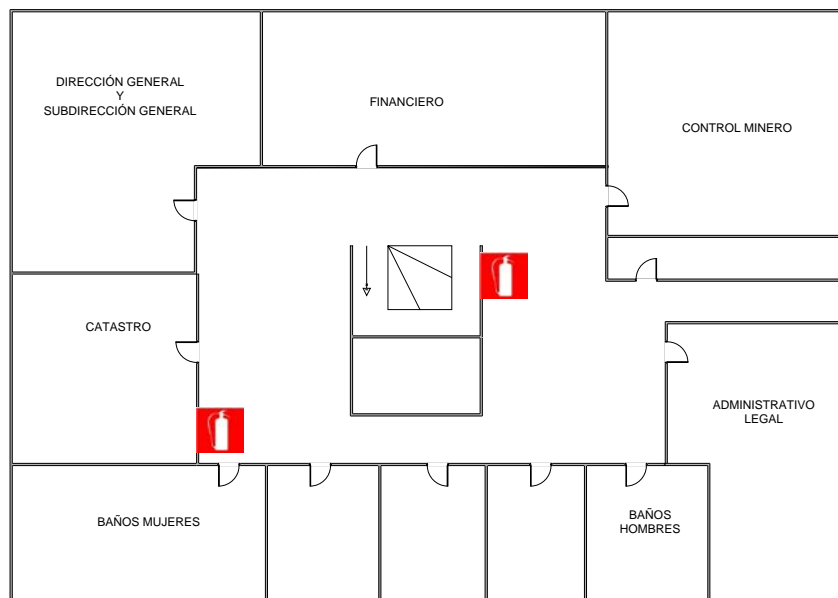 DIRECCIÓN GENERAL
Y
SUBDIRECCIÓN GENERAL
FINANCIERO
CONTROL MINERO
CATASTRO
ADMINISTRATIVO
LEGAL
BAÑOS MUJERES
BAÑOS
HOMBRES